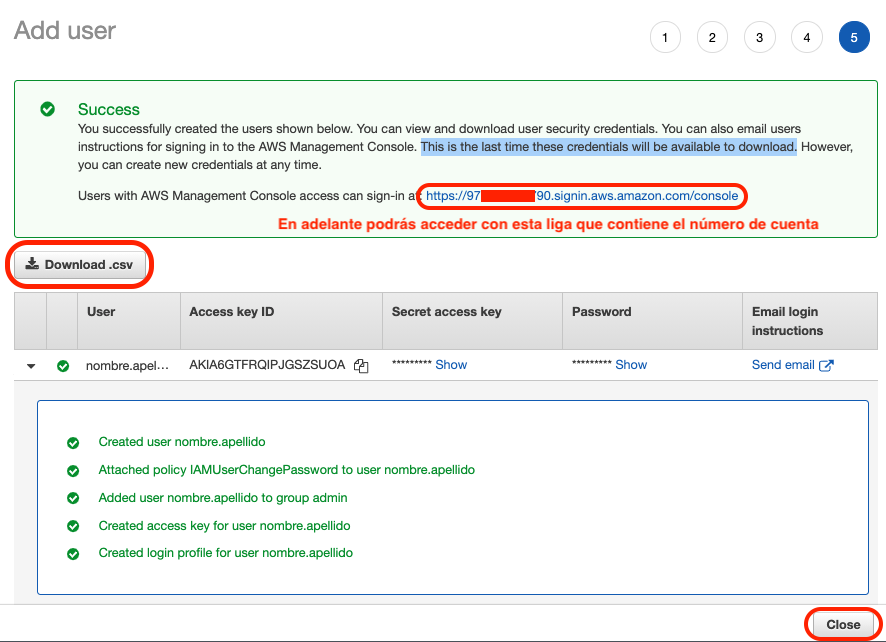 Add user
1 2 3 4 5
Success
You successfully created the users shown below. You can view and download user security credentials. You can also email users
instructions for signing in to the AWS Management Console. This is the last time these credentials will be available to download. However,
you can create new credentials at any time.
Users with AWS Management Console access can sign-in at https://97 90.signin.aws.amazon.com/console
En adelante podrás acceder con esta liga que contiene el número de cuenta
Download .csv
User Access key ID Secret access key Password Email login
instructions
nombre.apel... AKIA6GTFRQIPJGSZSUOA ********* Show ********* Show Send email
Created user nombre.apellido
Attached policy IAMUserChangePassword to user nombre.apellido
Added user nombre.apellido to group admin
Created access key for user nombre.apellido
Created login profile for user nombre.apellido
Close